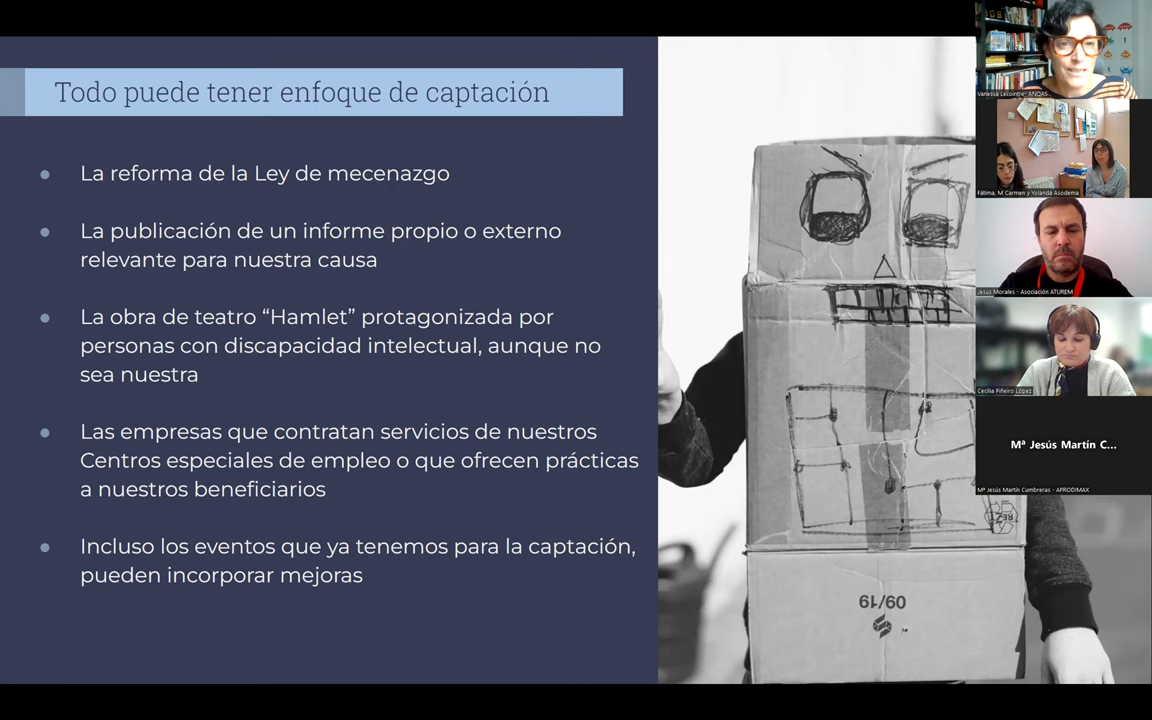 Todo puede tener enfoque de captación
La reforma de la Ley de mecenazgo
La publicación de un informe propio o externo
relevante para nuestra causa
La obra de teatro “Hamlet” protagonizada por
personas con discapacidad intelectual, aunque no
sea nuestra
Las empresas que contratan servicios de nuestros
Centros especiales de empleo o que ofrecen prácticas
a nuestros beneficiarios
Incluso los eventos que ya tenemos para la captación,
pueden incorporar mejoras
09/19
Vanessa Lecointre- ANDAS
Fátima, M Carmen y Yolanda Asodema
Jesús Morales - Asociación ATUREM
Cecilia Piñeiro López
Mª Jesús Martín C...
Mª Jesús Martín Cumbreras - APRODIMAX